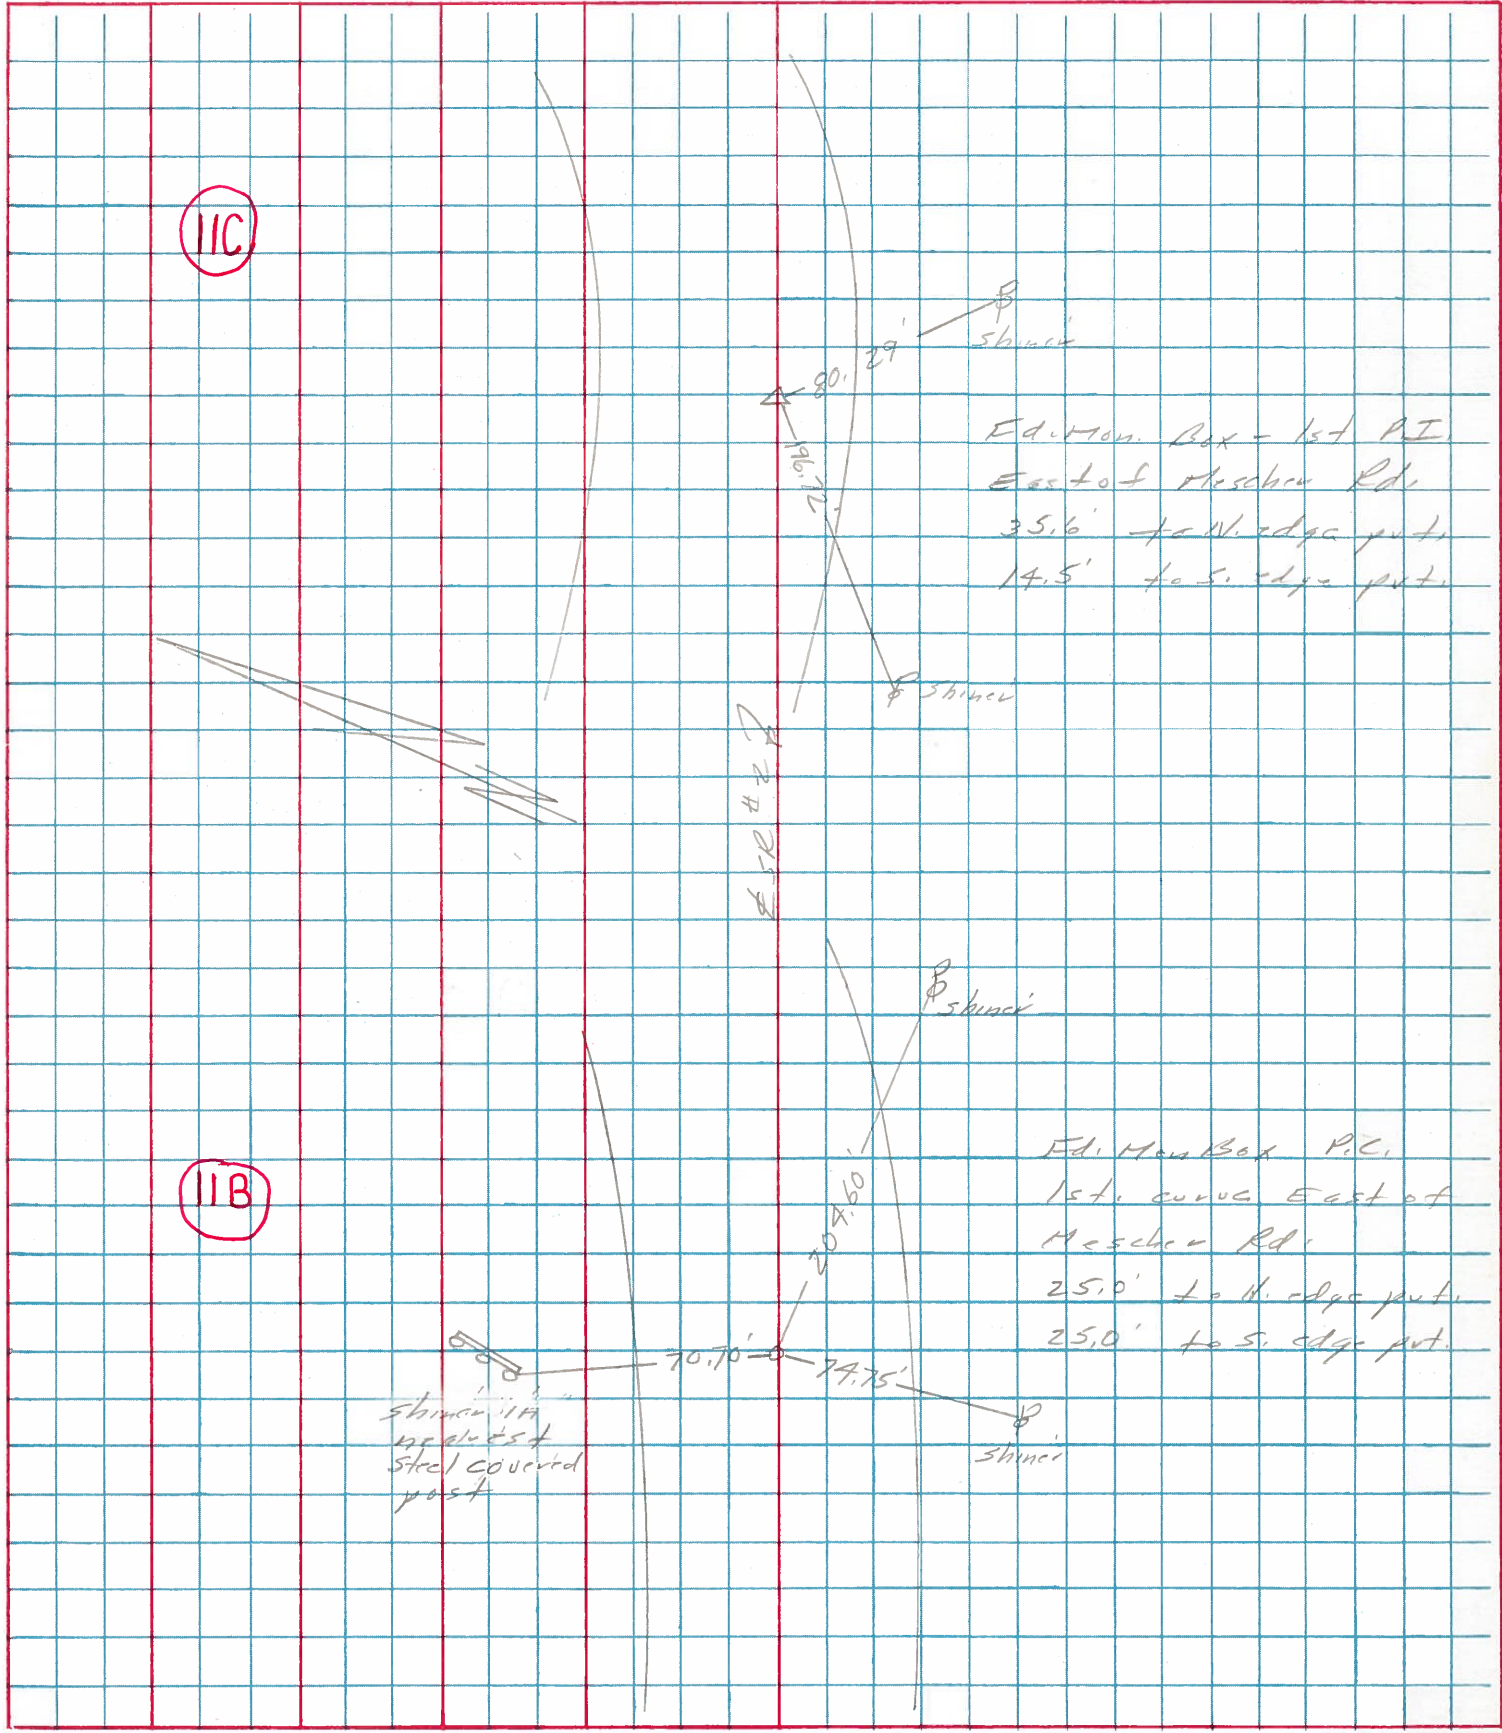 11C
shiner
80.29'
Fd. Mon. Box - 1st P.I.
East of Mescher Rd.
196.72'
35.6' to N. edge pvt.
14.5' to S. edge pvt.
shiner
℄ SR #27
shiner
11B
204.60'
Fd. Mon Box P.C.
1st. curve East of
Mescher Rd.
25.0' to N. edge pvt.
25.0' to S. edge pvt.
70.70'
74.75'
shiner in
nearest
steel covered
post
shiner